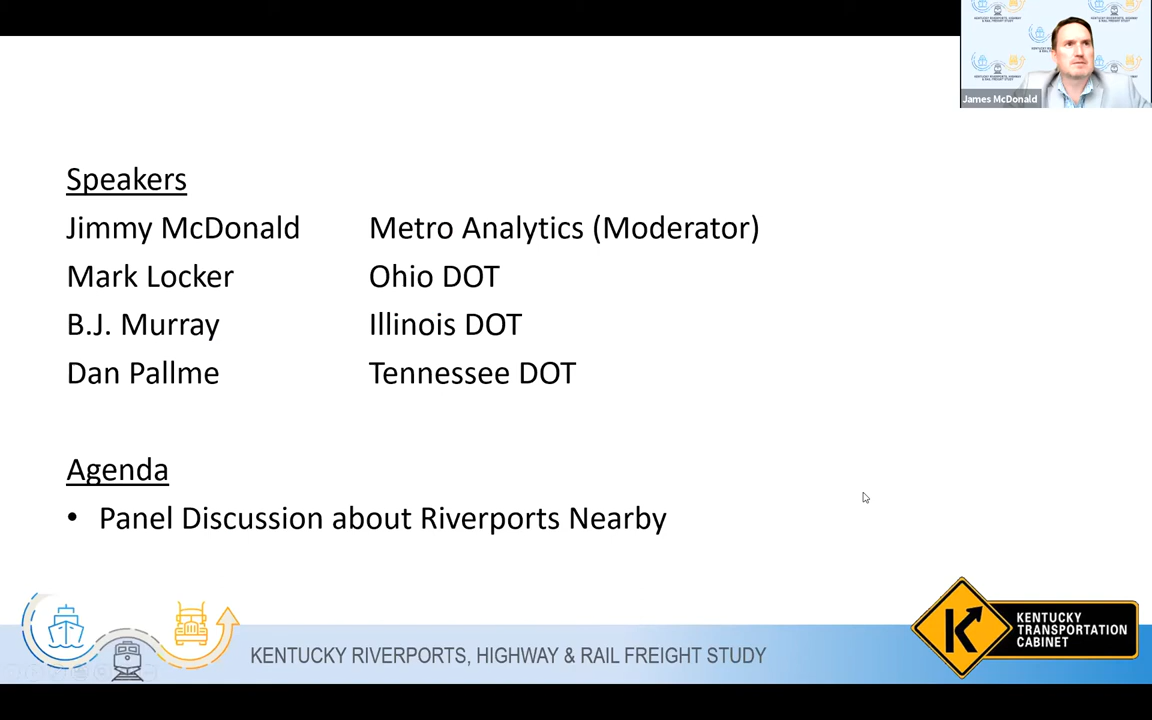 James McDonald
Speakers
Jimmy McDonald Metro Analytics (Moderator)
Mark Locker Ohio DOT
B.J. Murray Illinois DOT
Dan Pallme Tennessee DOT
Agenda
• Panel Discussion about Riverports Nearby
KENTUCKY RIVERPORTS, HIGHWAY & RAIL FREIGHT STUDY
KENTUCKY
TRANSPORTATION
CABINET